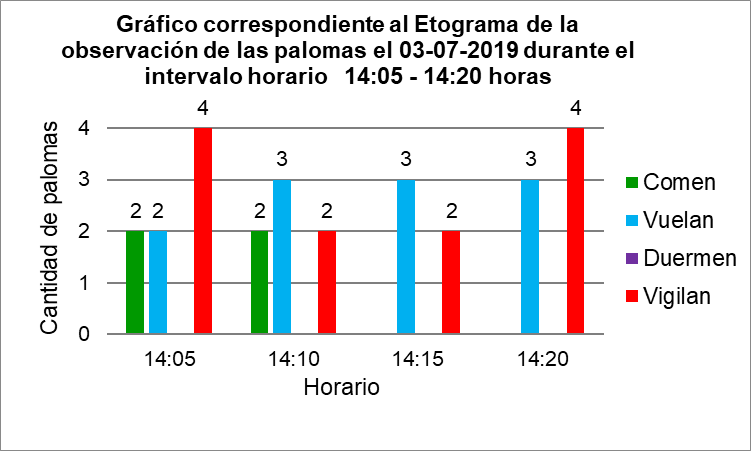 Gráfico correspondiente al Etograma de la
observación de las palomas el 03-07-2019 durante el
intervalo horario 14:05 - 14:20 horas
Cantidad de palomas
4
3
2
1
0
2 2 4
2 3 2
3 2
3 4
14:05 14:10 14:15 14:20
Horario
Comen
Vuelan
Duermen
Vigilan